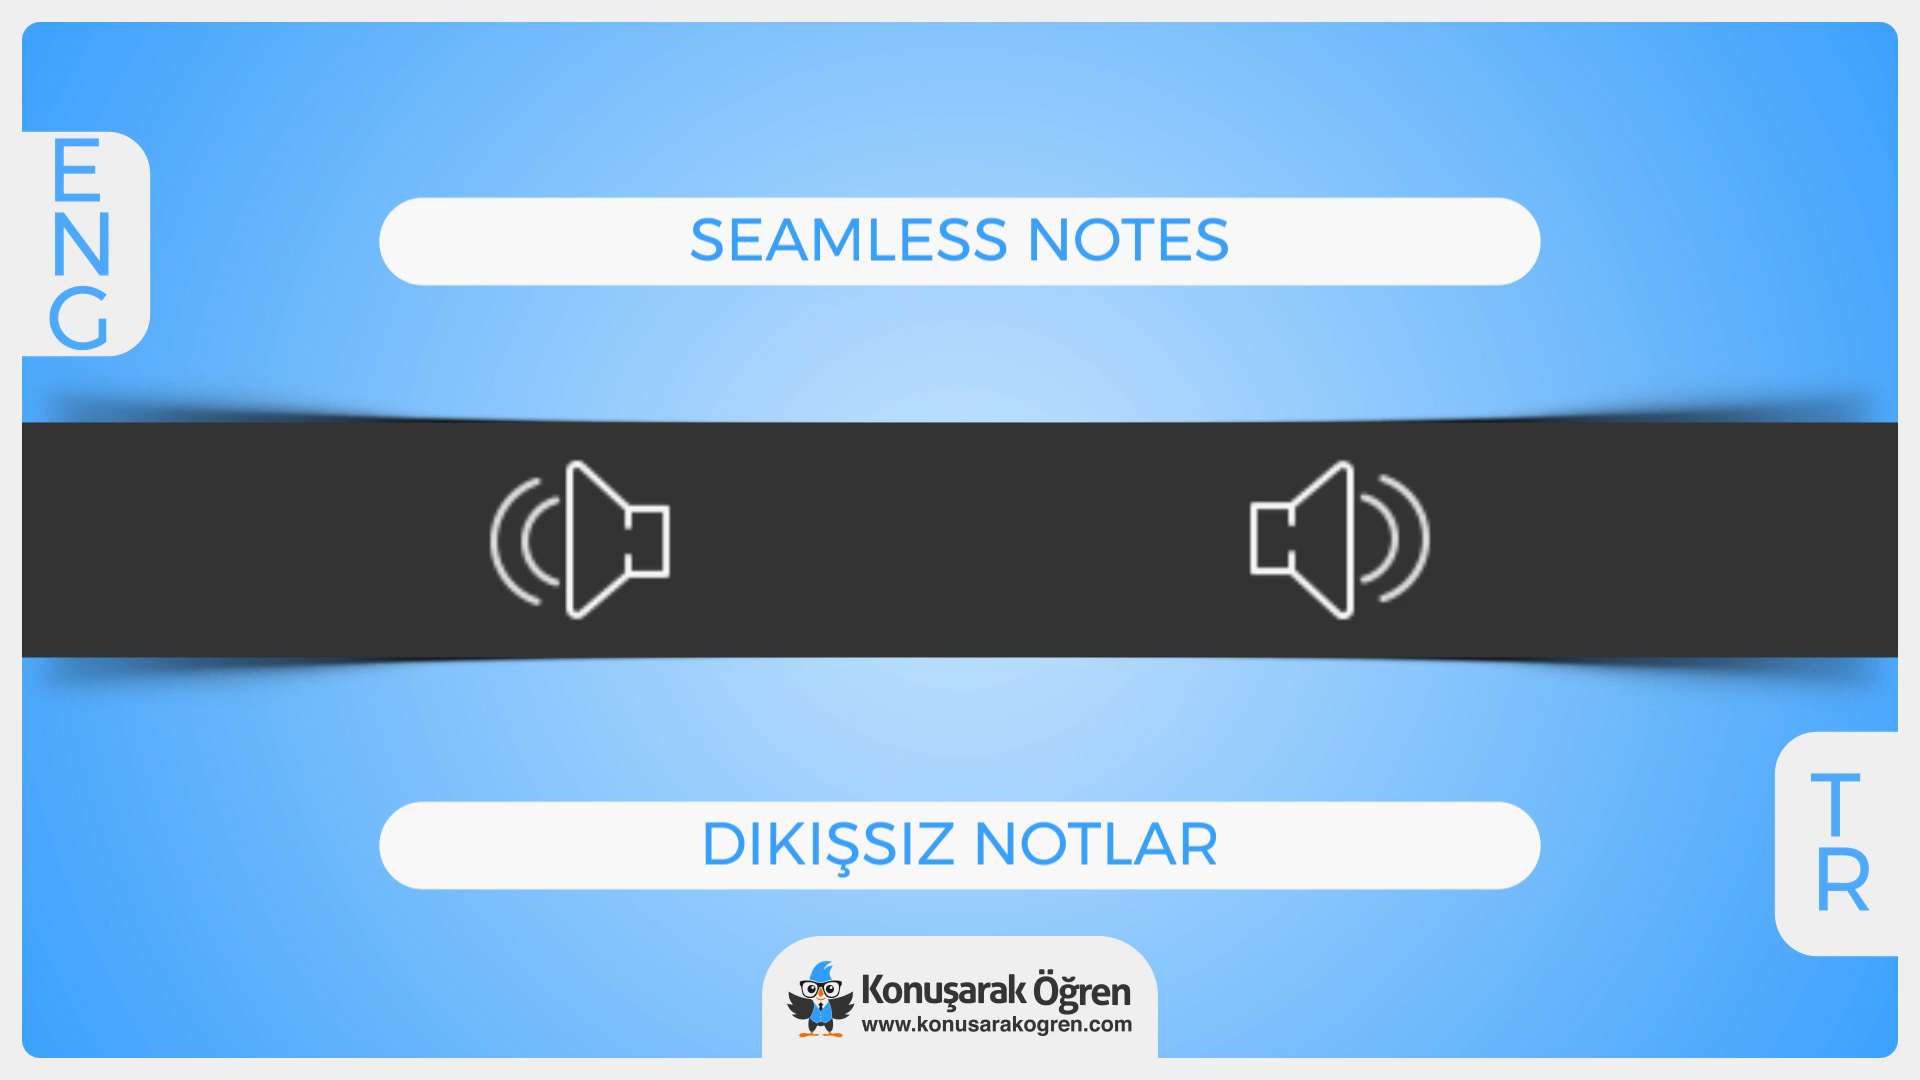 ENG
SEAMLESS NOTES
DIKIŞSIZ NOTLAR
TR
Konuşarak Öğren
www.konusarakogren.com